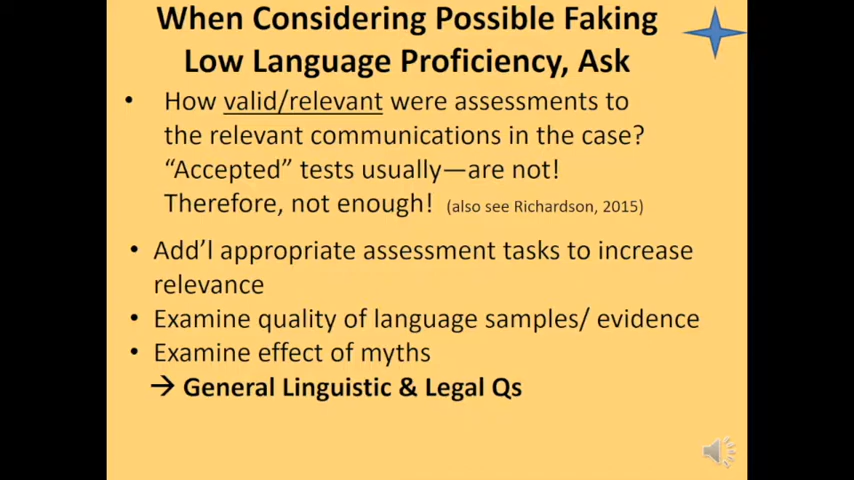 When Considering Possible Faking
Low Language Proficiency, Ask
• How valid/relevant were assessments to
the relevant communications in the case?
“Accepted” tests usually—are not!
Therefore, not enough! (also see Richardson, 2015)
• Add’l appropriate assessment tasks to increase
relevance
• Examine quality of language samples/ evidence
• Examine effect of myths
→ General Linguistic & Legal Qs